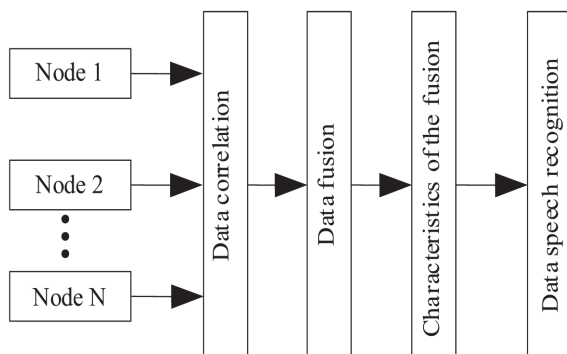 Node 1
Node 2
Node N
Data correlation
Data fusion
Characteristics of the fusion
Data speech recognition